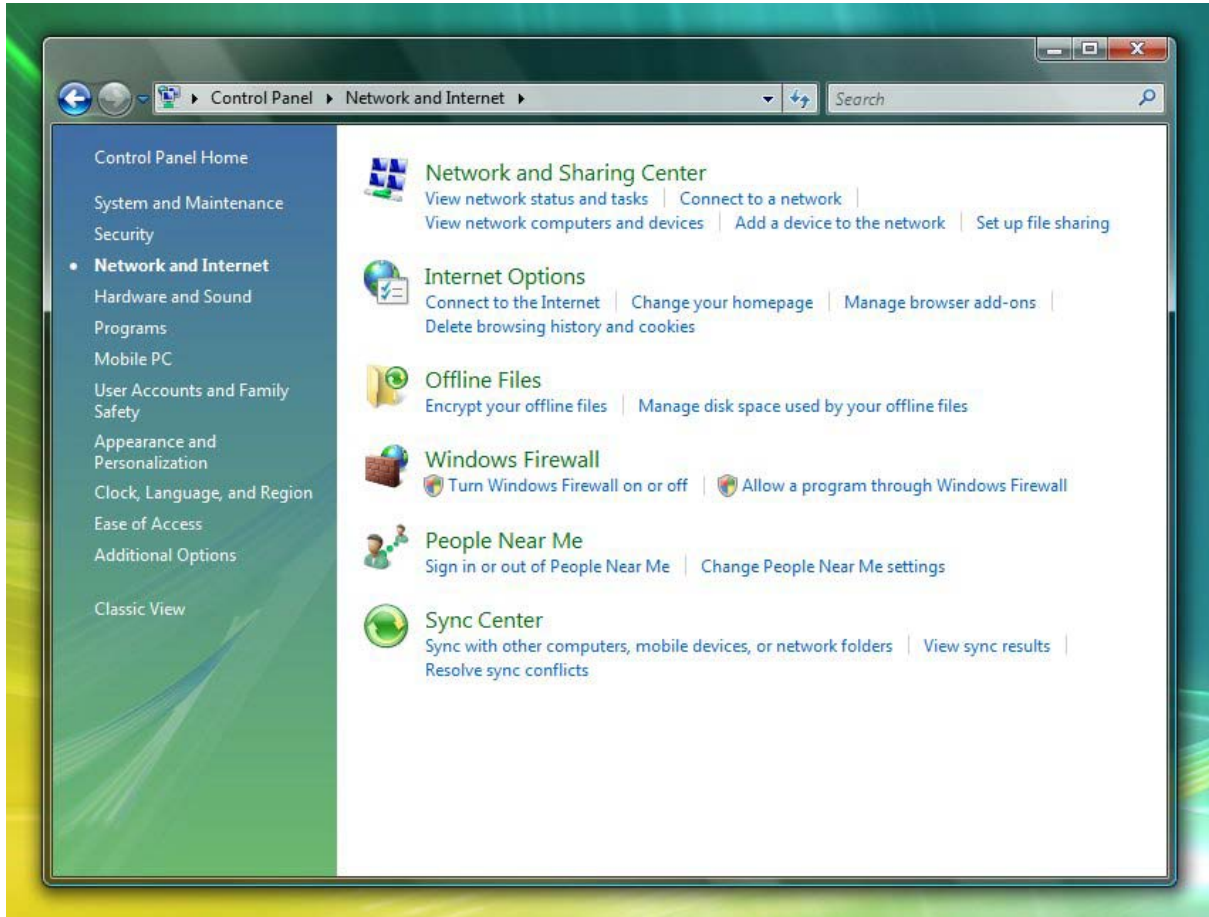 Control Panel Network and Internet
Search
Control Panel Home
System and Maintenance
Security
Network and Internet
Hardware and Sound
Programs
Mobile PC
User Accounts and Family
Safety
Appearance and
Personalization
Clock, Language, and Region
Ease of Access
Additional Options
Classic View
Network and Sharing Center
View network status and tasks Connect to a network
View network computers and devices Add a device to the network Set up file sharing
Internet Options
Connect to the Internet Change your homepage Manage browser add-ons
Delete browsing history and cookies
Offline Files
Encrypt your offline files Manage disk space used by your offline files
Windows Firewall
Turn Windows Firewall on or off Allow a program through Windows Firewall
People Near Me
Sign in or out of People Near Me Change People Near Me settings
Sync Center
Sync with other computers, mobile devices, or network folders View sync results
Resolve sync conflicts